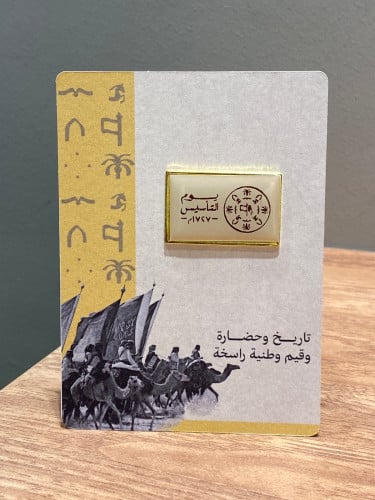 يوم
التأسيس
١٧٢٧م
تاريخ وحضارة
وقيم وطنية راسخة